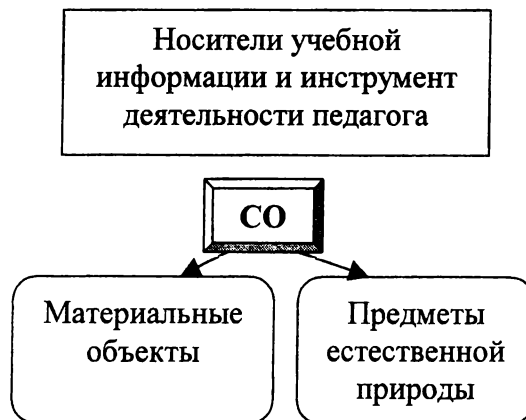 Носители учебной
информации и инструмент
деятельности педагога
СО
Материальные
объекты
Предметы
естественной
природы